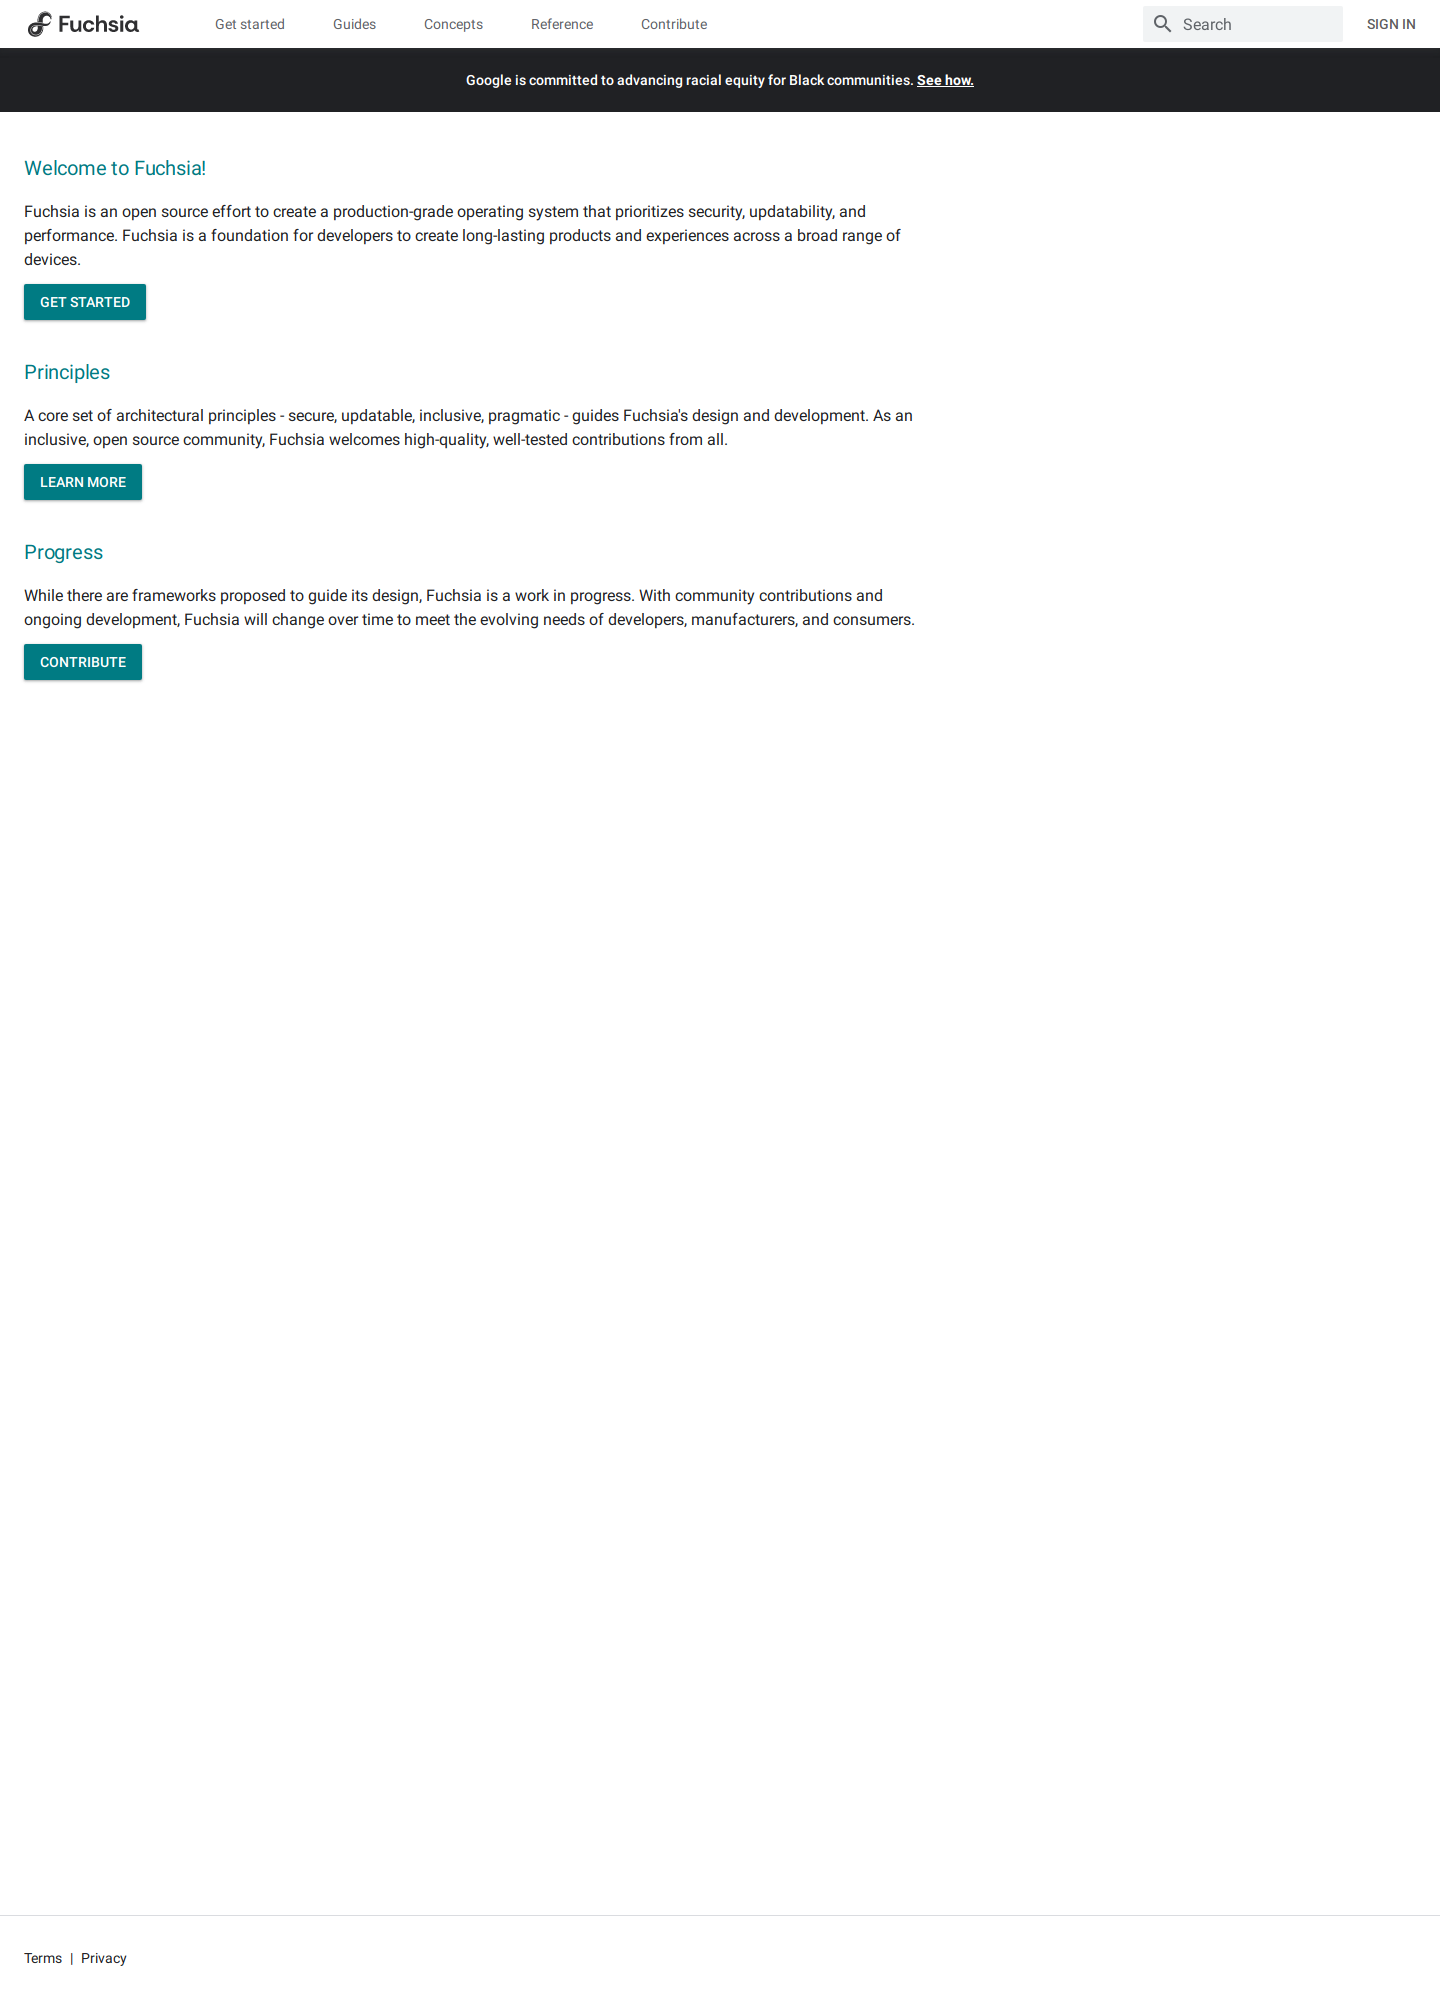 Fuchsia Get started Guides Concepts Reference Contribute Search SIGN IN
Google is committed to advancing racial equity for Black communities. See how.
Welcome to Fuchsia!
Fuchsia is an open source effort to create a production-grade operating system that prioritizes security, updatability, and
performance. Fuchsia is a foundation for developers to create long-lasting products and experiences across a broad range of
devices.
GET STARTED
Principles
A core set of architectural principles - secure, updatable, inclusive, pragmatic - guides Fuchsia's design and development. As an
inclusive, open source community, Fuchsia welcomes high-quality, well-tested contributions from all.
LEARN MORE
Progress
While there are frameworks proposed to guide its design, Fuchsia is a work in progress. With community contributions and
ongoing development, Fuchsia will change over time to meet the evolving needs of developers, manufacturers, and consumers.
CONTRIBUTE
Terms | Privacy